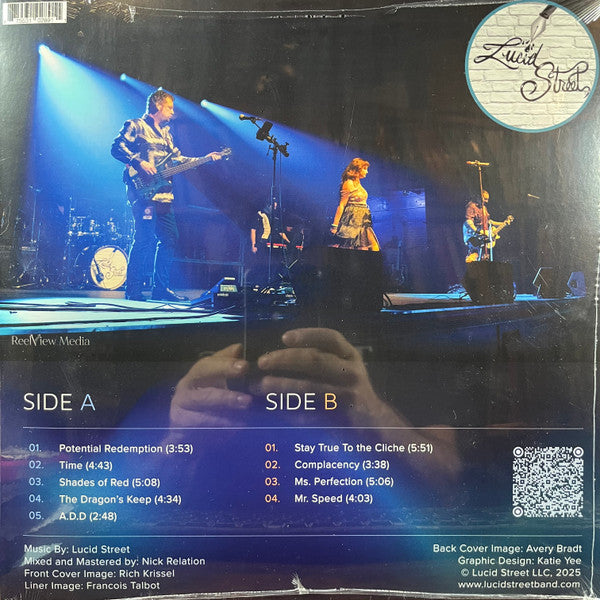 Lucid
Street
ReelView Media
SIDE A
01. Potential Redemption (3:53)
02. Time (4:43)
03. Shades of Red (5:08)
04. The Dragon's Keep (4:34)
05. A.D.D (2:48)
SIDE B
01. Stay True To the Cliche (5:51)
02. Complacency (3:38)
03. Ms. Perfection (5:06)
04. Mr. Speed (4:03)
Music By: Lucid Street
Mixed and Mastered by: Nick Relation
Front Cover Image: Rich Krissel
Liner Image: Francois Talbot
Back Cover Image: Avery Bradt
Graphic Design: Katie Yee
© Lucid Street LLC, 2025
www.lucidstreetband.com